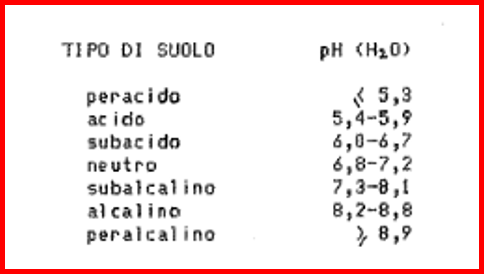 TIPO DI SUOLO pH (H₂O)
peracido ⩽ 5,3
acido 5,4-5,9
subacido 6,0-6,7
neutro 6,8-7,2
subalcalino 7,3-8,1
alcalino 8,2-8,8
peralcalino ⩾ 8,9